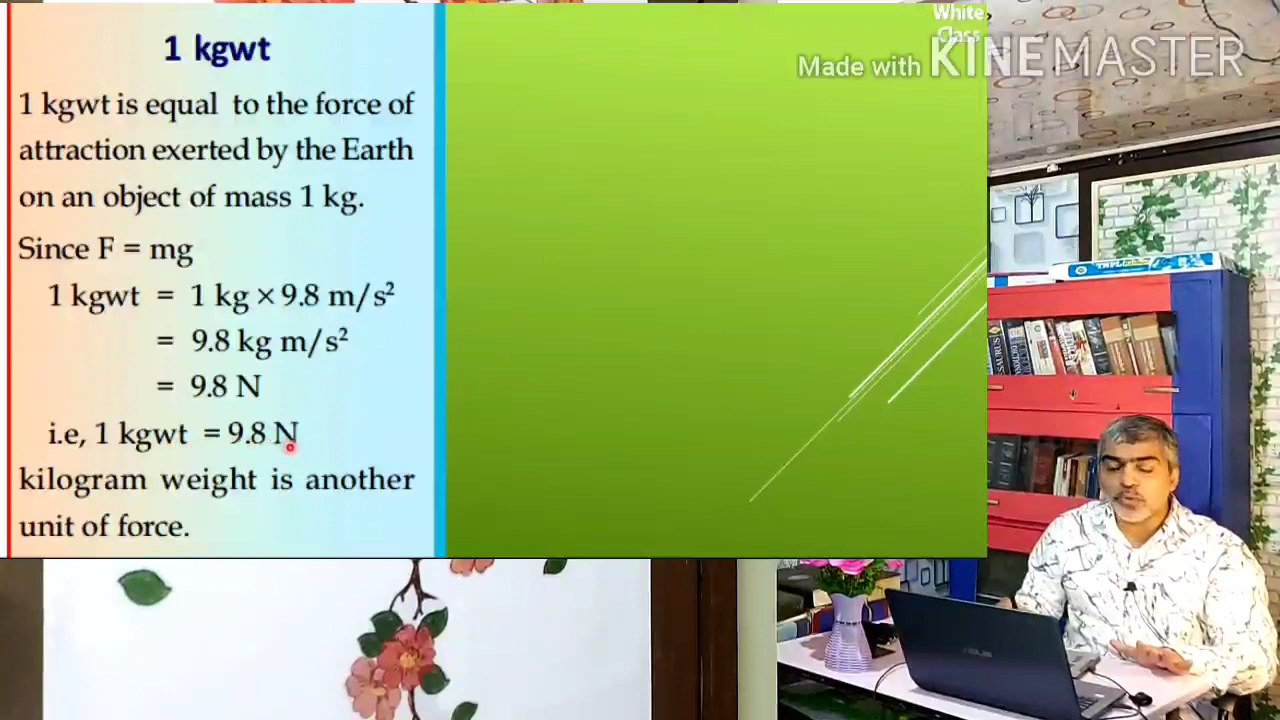 1 kgwt
1 kgwt is equal to the force of
attraction exerted by the Earth
on an object of mass 1 kg.
Since F = mg
1 kgwt = 1 kg × 9.8 m/s²
= 9.8 kg m/s²
= 9.8 N
i.e, 1 kgwt = 9.8 N
kilogram weight is another
unit of force.
White
Class
Made with KINEMASTER
ASUS